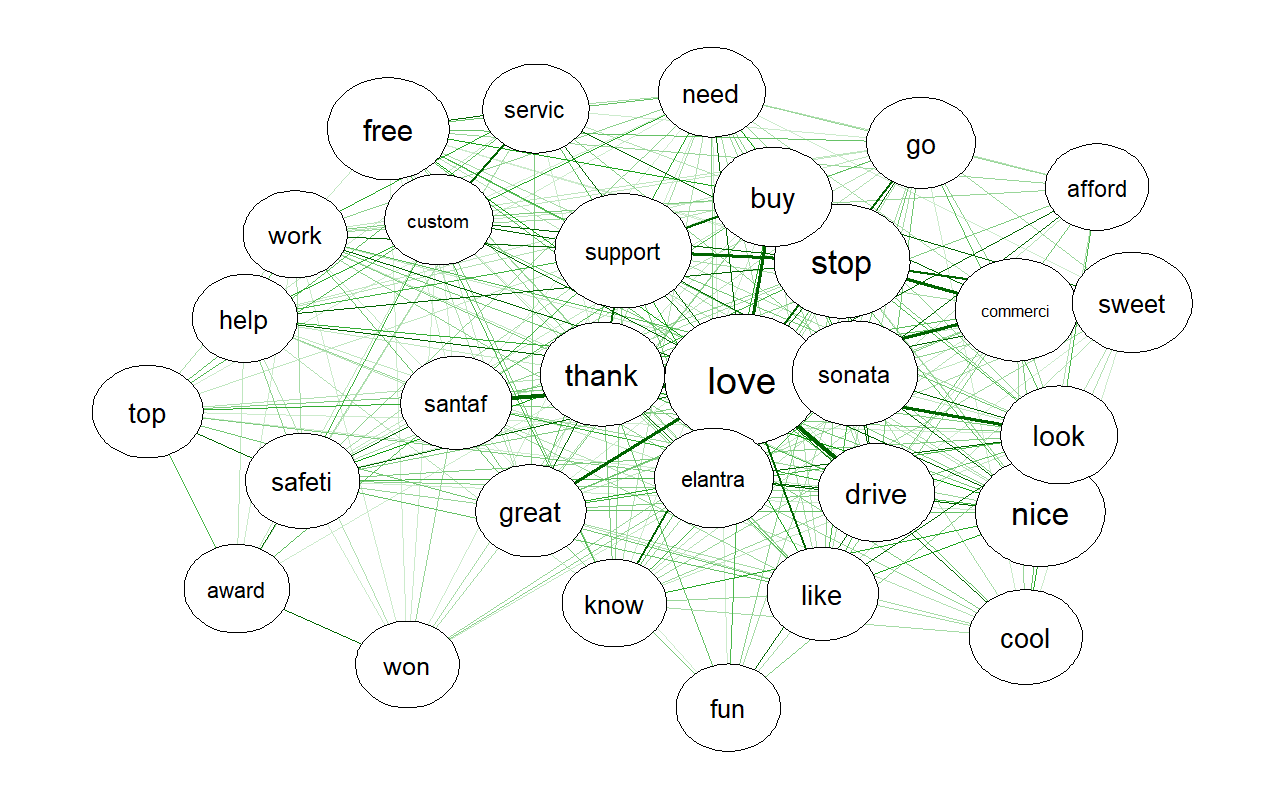 need
servic
free
go
afford
buy
custom
work
support
stop
sweet
commerci
help
thank
love
sonata
santaf
top
look
elantra
safeti
drive
great
nice
award
like
know
cool
won
fun